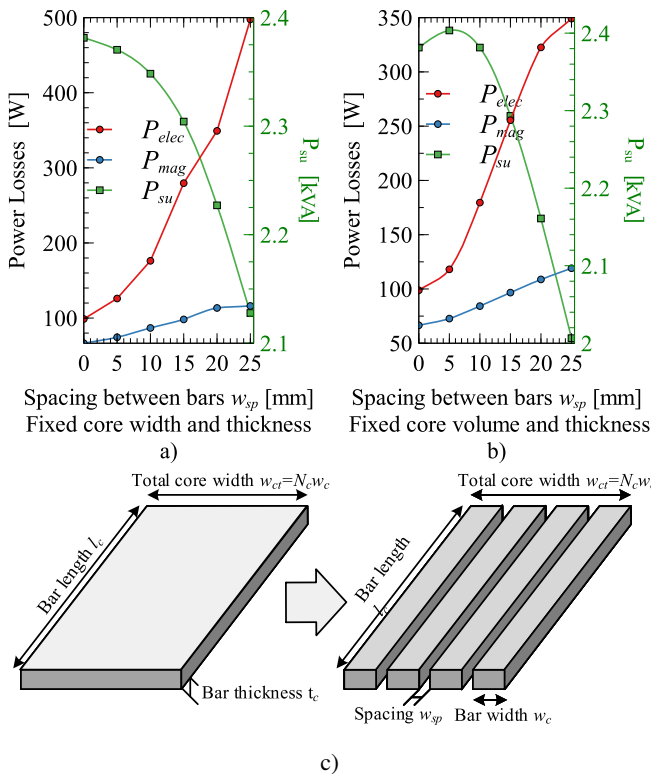 500
400
300
200
100
Power Losses [W]
P_elec
P_mag
P_su
2.4
2.3
2.2
2.1
P_su [kVA]
0 5 10 15 20 25
Spacing between bars w_sp [mm]
Fixed core width and thickness
a)
350
300
250
200
150
100
50
Power Losses [W]
P_elec
P_mag
P_su
2.4
2.3
2.2
2.1
2
P_su [kVA]
0 5 10 15 20 25
Spacing between bars w_sp [mm]
Fixed core volume and thickness
b)
Total core width w_ct=N_cw_c
Bar length l_c
Bar thickness t_c
Total core width w_ct=N_cw
Bar length
l_c
Spacing w_sp
Bar width w_c
c)